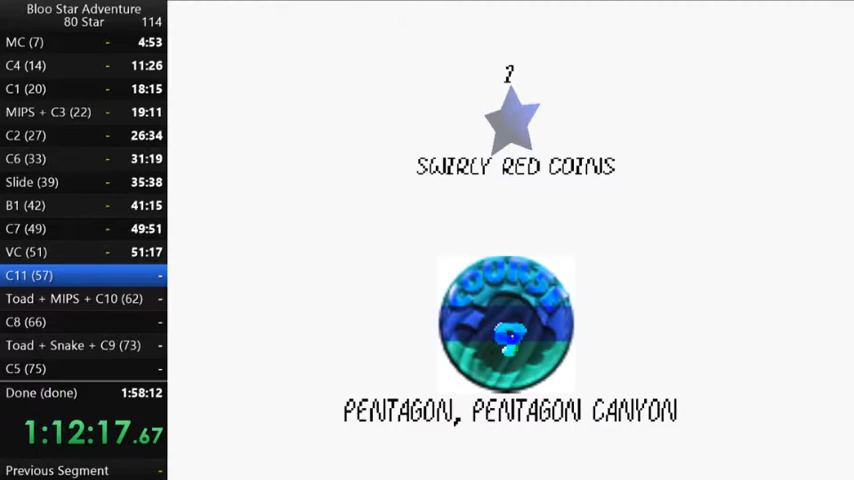 Bloo Star Adventure
80 Star 114
MC (7) - 4:53
C4 (14) - 11:26
C1 (20) - 18:15
MIPS + C3 (22) - 19:11
C2 (27) - 26:34
C6 (33) - 31:19
Slide (39) - 35:38
B1 (42) - 41:15
C7 (49) - 49:51
VC (51) - 51:17
C11 (57) -
Toad + MIPS + C10 (62) -
C8 (66) -
Toad + Snake + C9 (73) -
C5 (75) -
Done (done) 1:58:12
1:12:17.67
Previous Segment -
SWIRLY RED COINS
COURSE
?
PENTAGON, PENTAGON CANYON